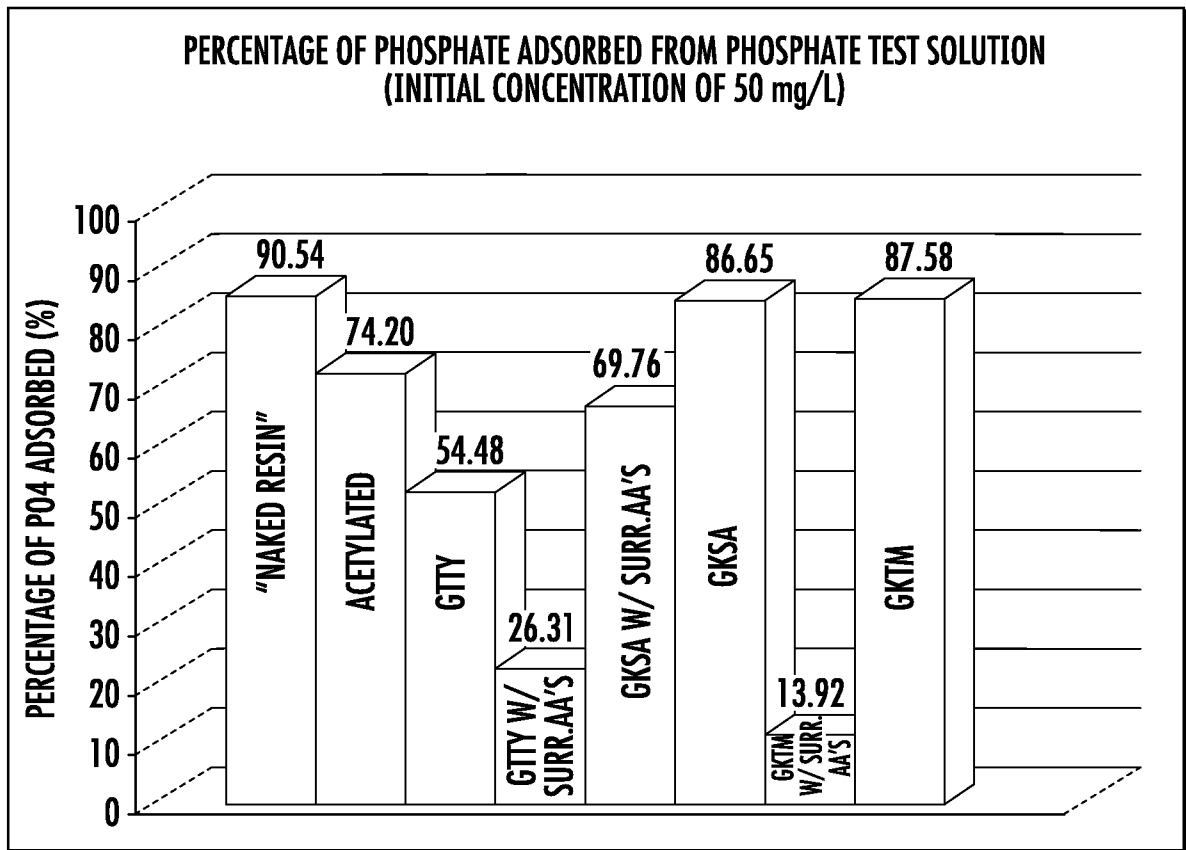 PERCENTAGE OF PHOSPHATE ADSORBED FROM PHOSPHATE TEST SOLUTION
(INITIAL CONCENTRATION OF 50 mg/L)
PERCENTAGE OF PO4 ADSORBED (%)
100
90
80
70
60
50
40
30
20
10
0
90.54
"NAKED RESIN"
74.20
ACETYLATED
54.48
GTTY
26.31
GTTY W/
SURR.AA'S
69.76
GKSA W/ SURR.AA'S
86.65
GKSA
13.92
GKTM
W/ SURR.
AA'S
87.58
GKTM